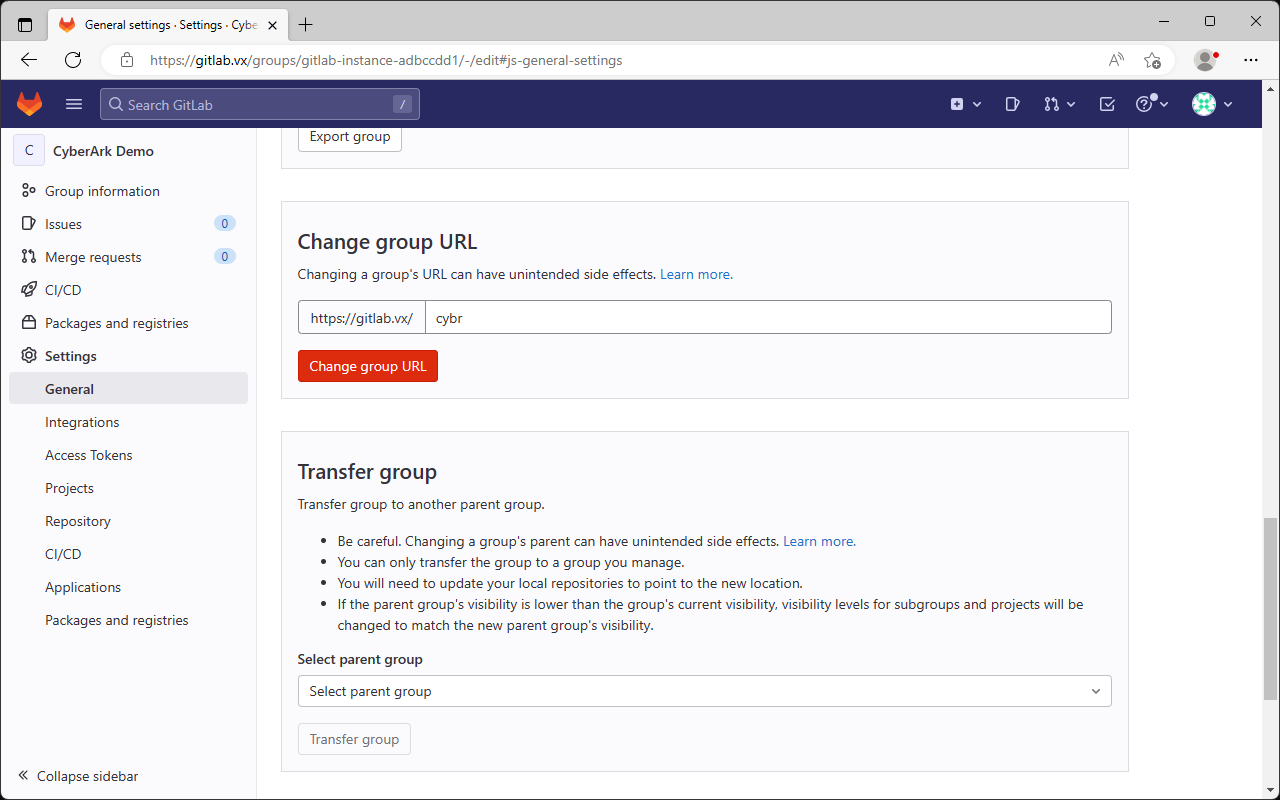 General settings · Settings · Cybe
https://gitlab.vx/groups/gitlab-instance-adbccdd1/-/edit#js-general-settings
Search GitLab
/
C
CyberArk Demo
Group information
Issues
0
Merge requests
0
CI/CD
Packages and registries
Settings
General
Integrations
Access Tokens
Projects
Repository
CI/CD
Applications
Packages and registries
Collapse sidebar
Export group
Change group URL
Changing a group's URL can have unintended side effects. Learn more.
https://gitlab.vx/
cybr
Change group URL
Transfer group
Transfer group to another parent group.
• Be careful. Changing a group's parent can have unintended side effects. Learn more.
• You can only transfer the group to a group you manage.
• You will need to update your local repositories to point to the new location.
• If the parent group's visibility is lower than the group's current visibility, visibility levels for subgroups and projects will be
changed to match the new parent group's visibility.
Select parent group
Select parent group
Transfer group